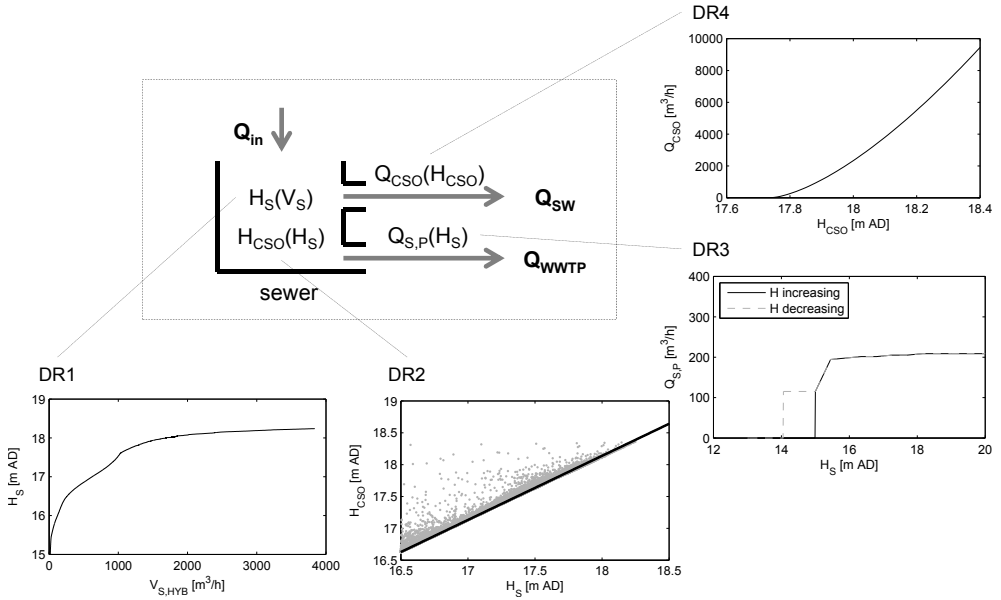 DR4
10000
8000
6000
4000
2000
0
Q_CSO [m³/h]
17.6 17.8 18 18.2 18.4
H_CSO [m AD]
Q_in
Q_CSO(H_CSO)
H_S(V_S)
Q_SW
H_CSO(H_S)
Q_S,P(H_S)
Q_WWTP
sewer
DR3
400
300
200
100
0
Q_S,P [m³/h]
H increasing
H decreasing
12 14 16 18 20
H_S [m AD]
DR1
19
18
17
16
15
H_S [m AD]
0 1000 2000 3000 4000
V_S,HYB [m³/h]
DR2
19
18.5
18
17.5
17
16.5
H_CSO [m AD]
16.5 17 17.5 18 18.5
H_S [m AD]